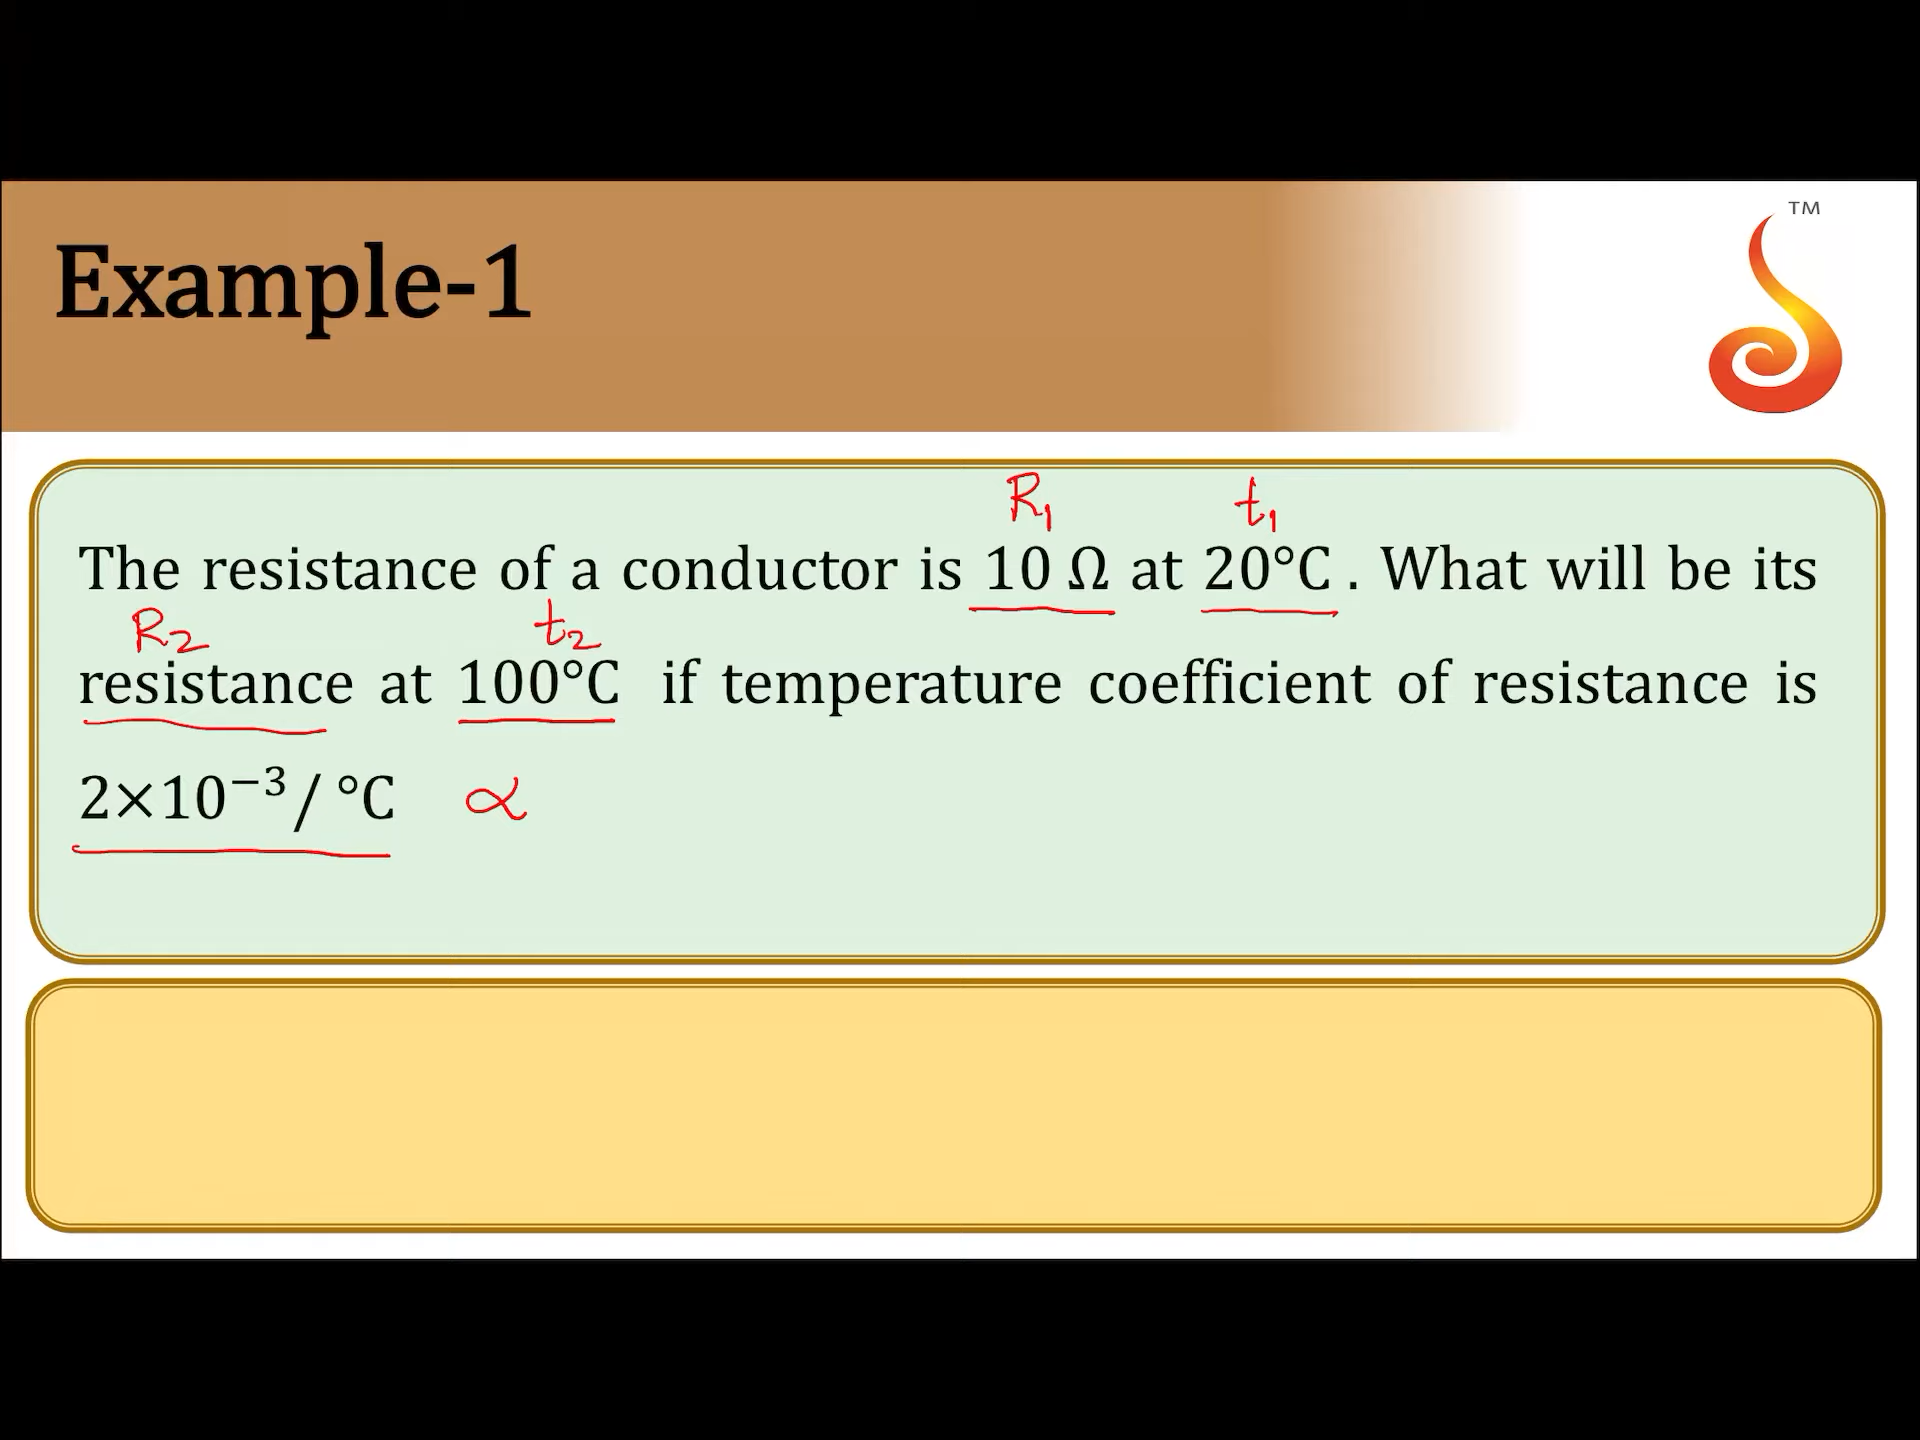 TM
Example-1
R₁ t₁
The resistance of a conductor is 10 Ω at 20°C . What will be its
R₂ t₂
resistance at 100°C if temperature coefficient of resistance is
2×10⁻³/ °C α